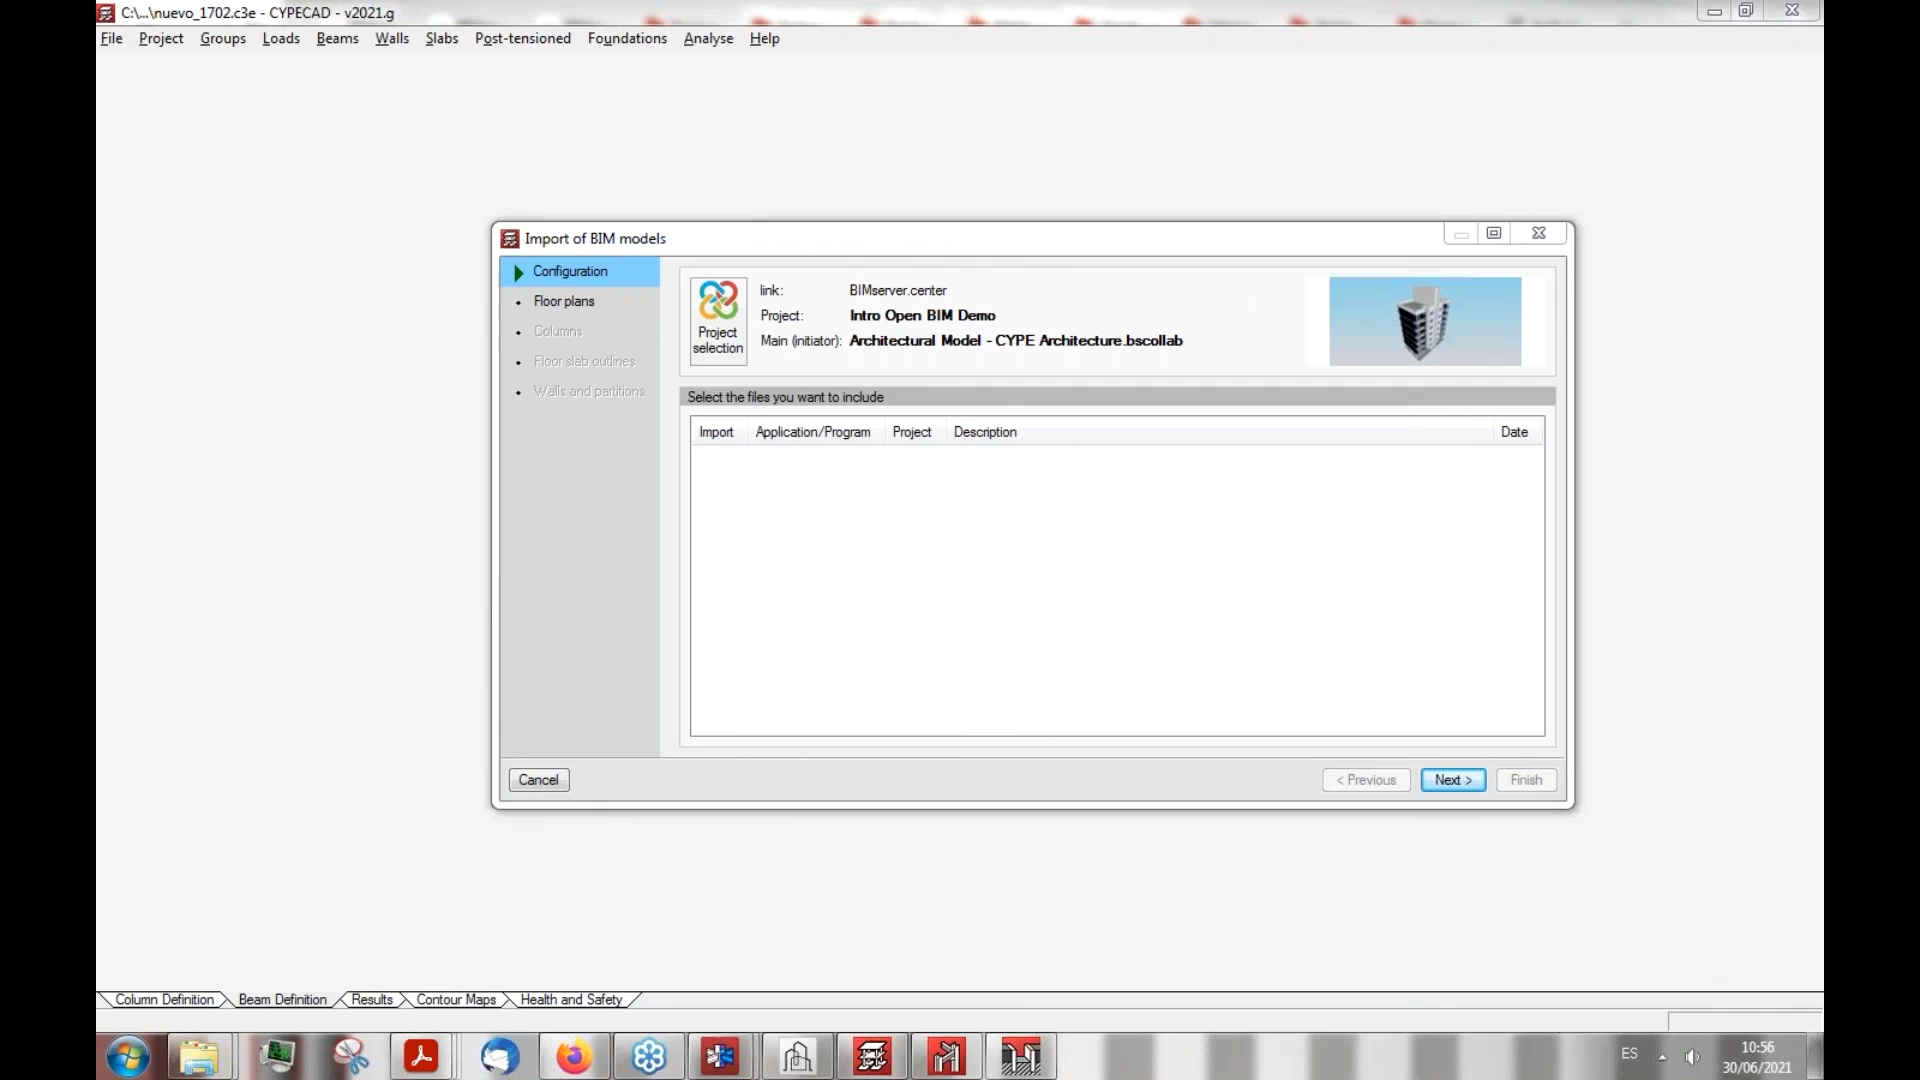 C:\...\nuevo_1702.c3e - CYPECAD - v2021.g
File Project Groups Loads Beams Walls Slabs Post-tensioned Foundations Analyse Help
Import of BIM models
Configuration
Floor plans
Columns
Floor slab outlines
Walls and partitions
Project selection
link: BIMserver.center
Project: Intro Open BIM Demo
Main (initiator): Architectural Model - CYPE Architecture.bscollab
Select the files you want to include
Import Application/Program Project Description Date
Cancel < Previous Next > Finish
Column Definition Beam Definition Results Contour Maps Health and Safety
ES
10:56
30/06/2021